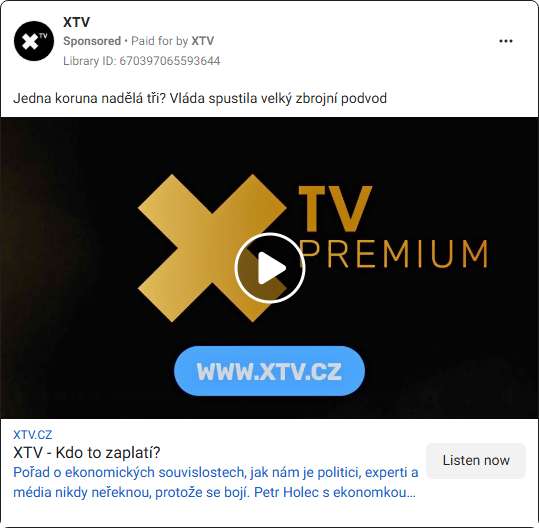 XTV
Sponsored • Paid for by XTV
Library ID: 670397065593644
Jedna koruna nadělá tři? Vláda spustila velký zbrojní podvod
X TV
PREMIUM
WWW.XTV.CZ
XTV.CZ
XTV - Kdo to zaplatí?
Pořad o ekonomických souvislostech, jak nám je politici, experti a
média nikdy neřeknou, protože se bojí. Petr Holec s ekonomkou...
Listen now